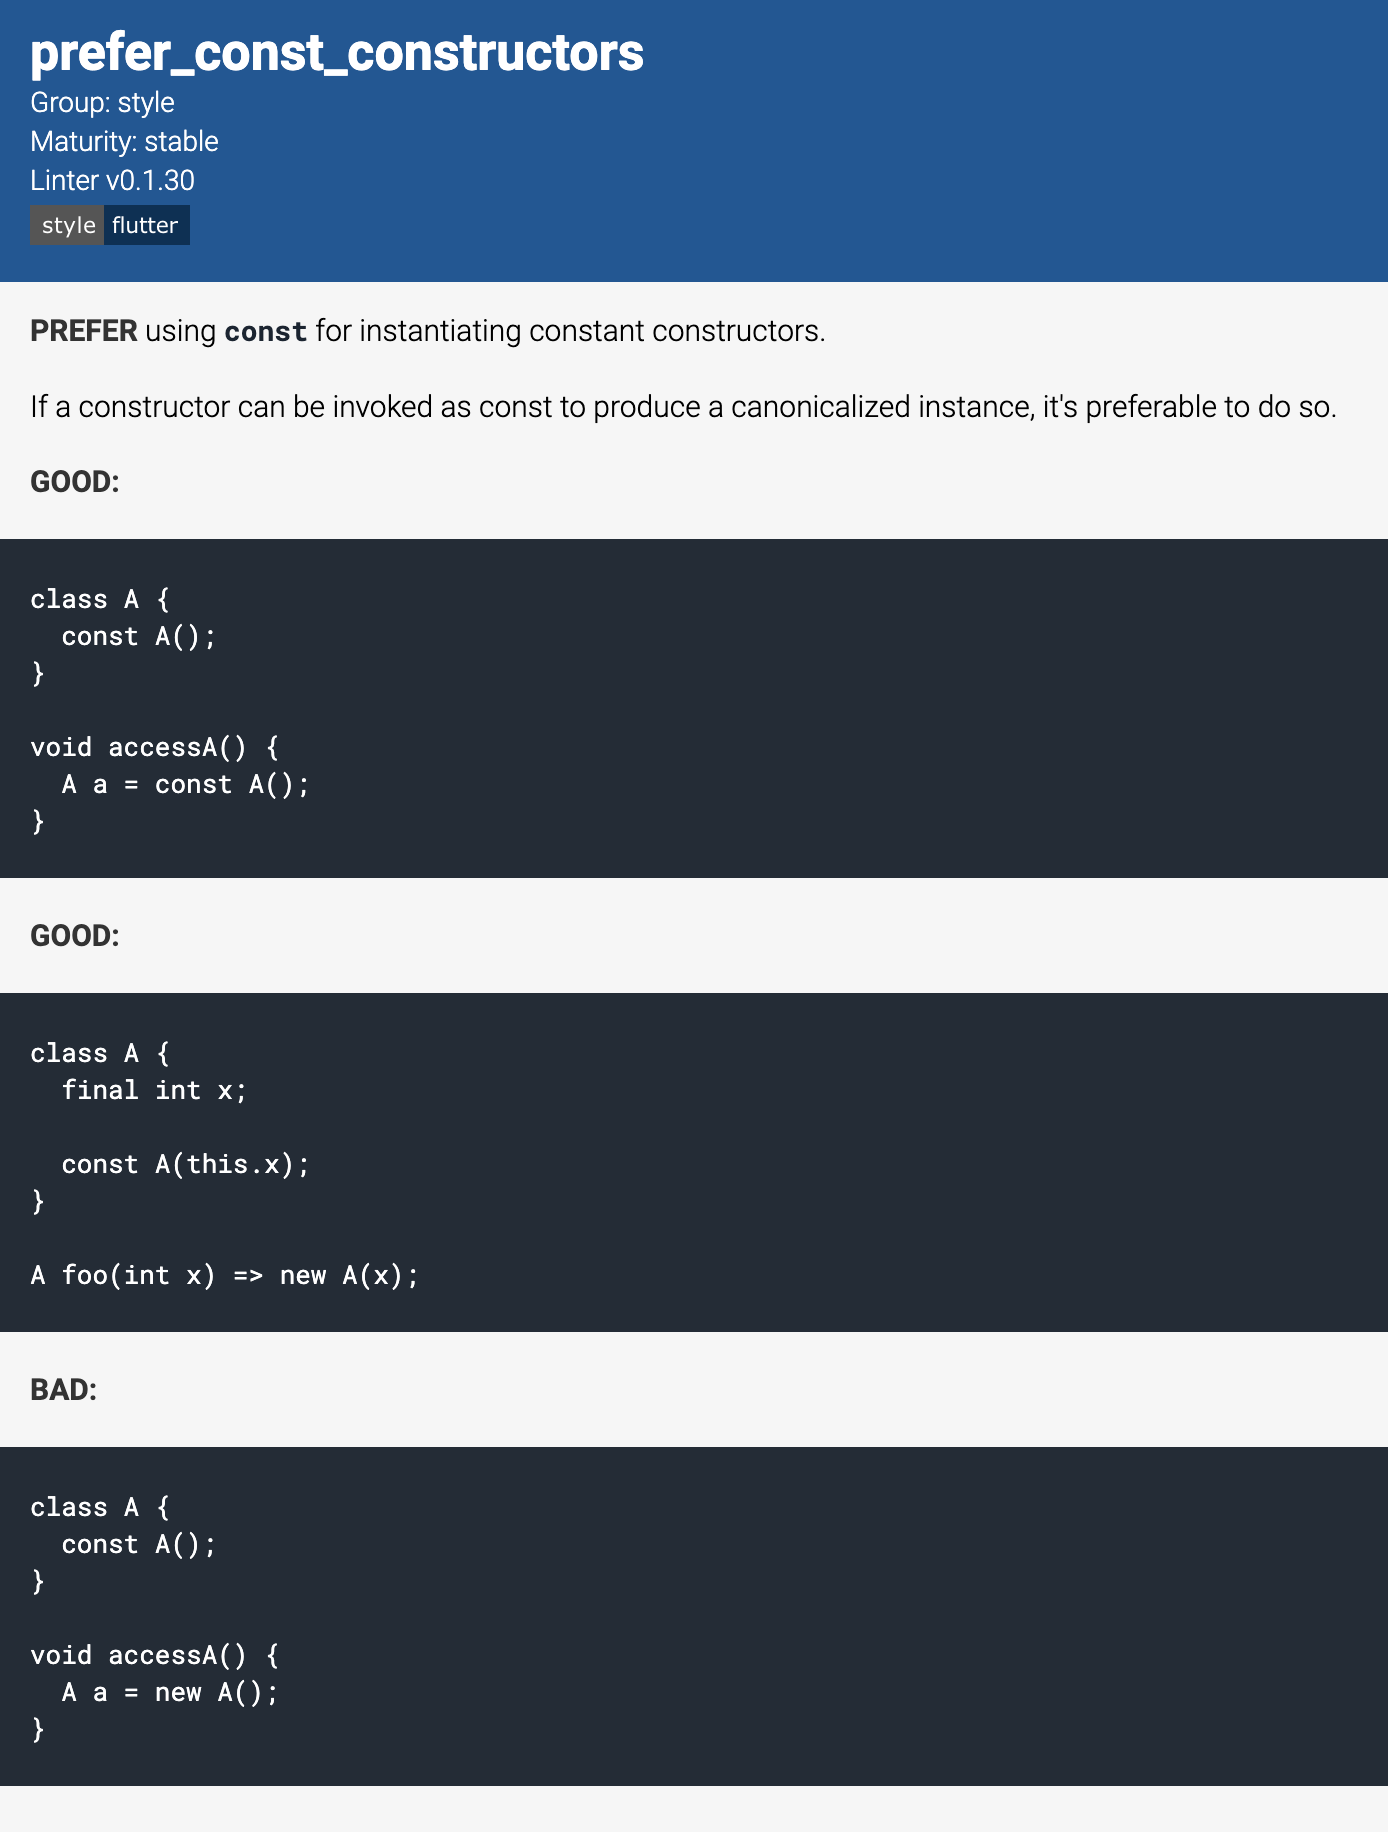 prefer_const_constructors
Group: style
Maturity: stable
Linter v0.1.30
style flutter
PREFER using const for instantiating constant constructors.
If a constructor can be invoked as const to produce a canonicalized instance, it's preferable to do so.
GOOD:
class A {
  const A();
}
void accessA() {
  A a = const A();
}
GOOD:
class A {
  final int x;
  const A(this.x);
}
A foo(int x) => new A(x);
BAD:
class A {
  const A();
}
void accessA() {
  A a = new A();
}